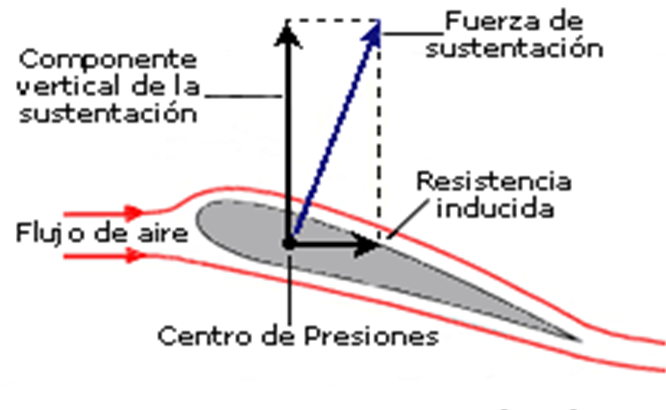 Fuerza de
sustentación
Componente
vertical de la
sustentación
Resistencia
inducida
Flujo de aire
Centro de Presiones